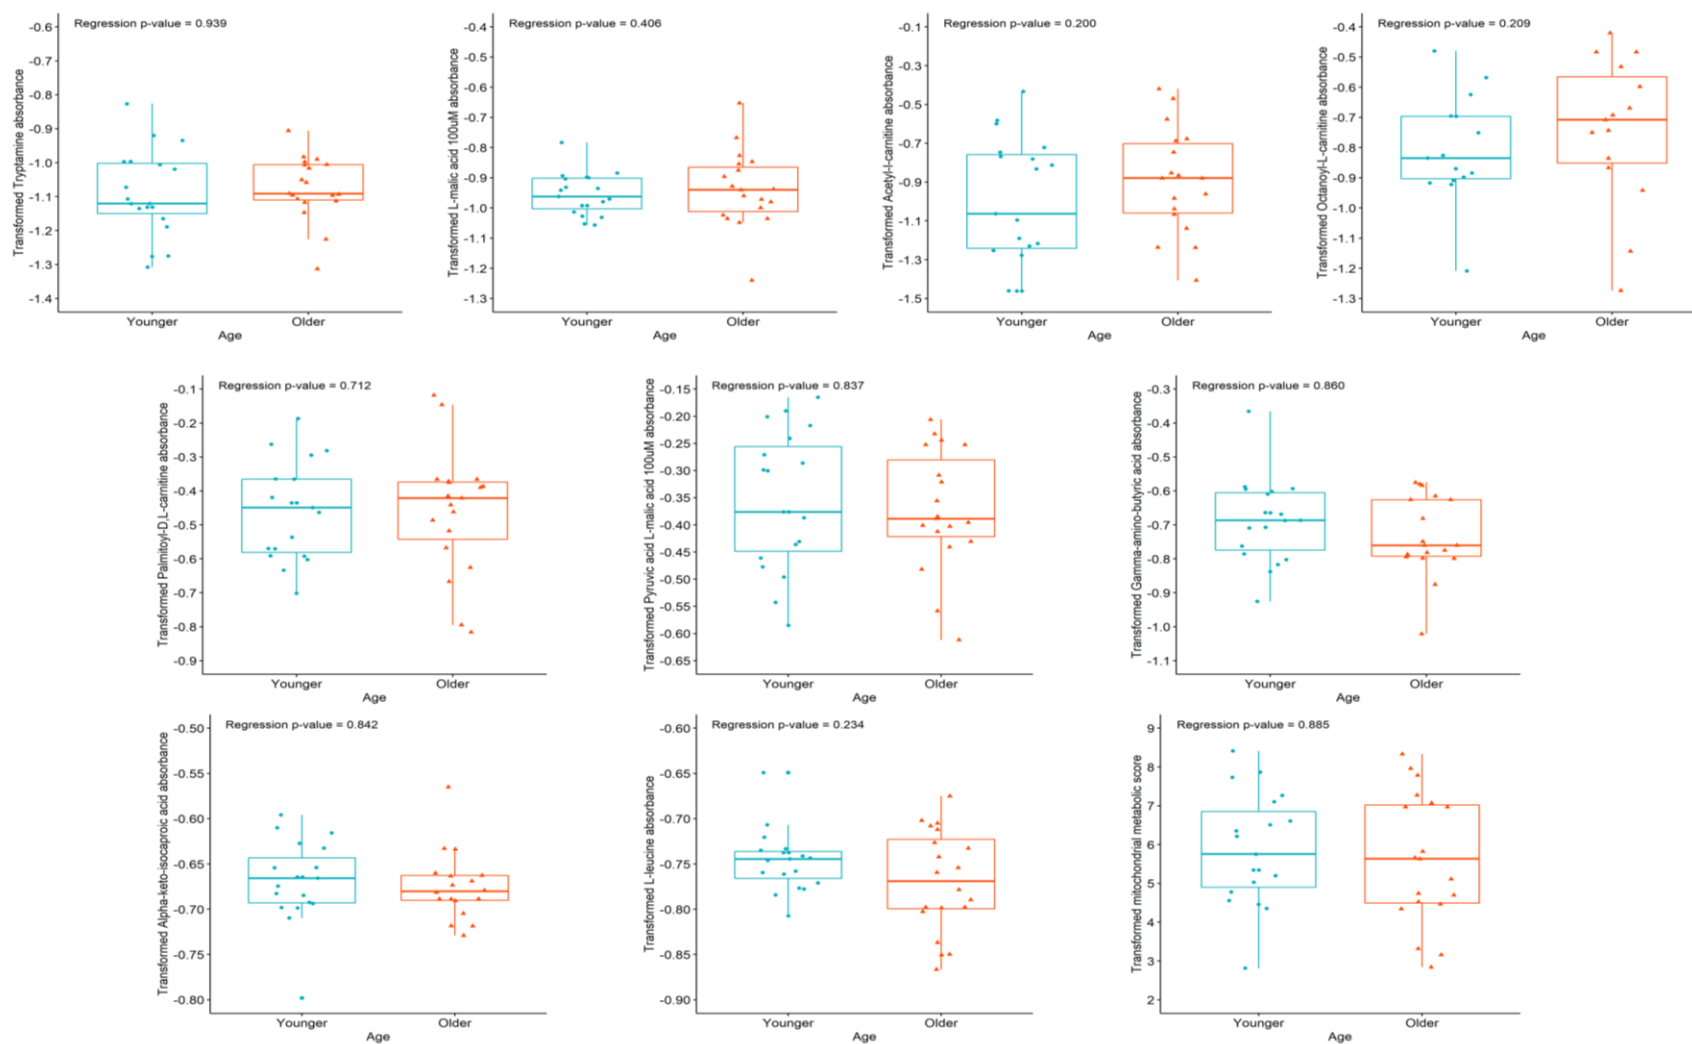 Regression p-value = 0.939
Transformed Tryptamine absorbance
-0.6
-0.8
-0.9
-1.0
-1.1
-1.2
-1.3
-1.4
Younger
Older
Age
Regression p-value = 0.406
Transformed L-malic acid 100uM absorbance
-0.4
-0.6
-0.7
-0.8
-0.9
-1.0
-1.1
-1.2
-1.3
Younger
Older
Age
Regression p-value = 0.200
Transformed Acetyl-l-carnitine absorbance
-0.1
-0.3
-0.5
-0.7
-0.9
-1.1
-1.3
-1.5
Younger
Older
Age
Regression p-value = 0.209
Transformed Octanoyl-L-carnitine absorbance
-0.4
-0.6
-0.7
-0.8
-0.9
-1.0
-1.1
-1.2
-1.3
Younger
Older
Age
Regression p-value = 0.712
Transformed Palmitoyl-D,L-carnitine absorbance
-0.1
-0.2
-0.3
-0.4
-0.5
-0.6
-0.7
-0.8
-0.9
Younger
Older
Age
Regression p-value = 0.837
Transformed Pyruvic acid L-malic acid 100uM absorbance
-0.15
-0.20
-0.25
-0.30
-0.35
-0.40
-0.45
-0.50
-0.55
-0.60
-0.65
Younger
Older
Age
Regression p-value = 0.860
Transformed Gamma-amino-butyric acid absorbance
-0.3
-0.4
-0.5
-0.6
-0.7
-0.8
-0.9
-1.0
-1.1
Younger
Older
Age
Regression p-value = 0.842
Transformed Alpha-keto-isocaproic acid absorbance
-0.50
-0.55
-0.60
-0.65
-0.70
-0.75
-0.80
Younger
Older
Age
Regression p-value = 0.234
Transformed L-leucine absorbance
-0.60
-0.65
-0.70
-0.75
-0.80
-0.85
-0.90
Younger
Older
Age
Regression p-value = 0.885
Transformed mitochondrial metabolic score
9
8
7
6
5
4
3
2
Younger
Older
Age